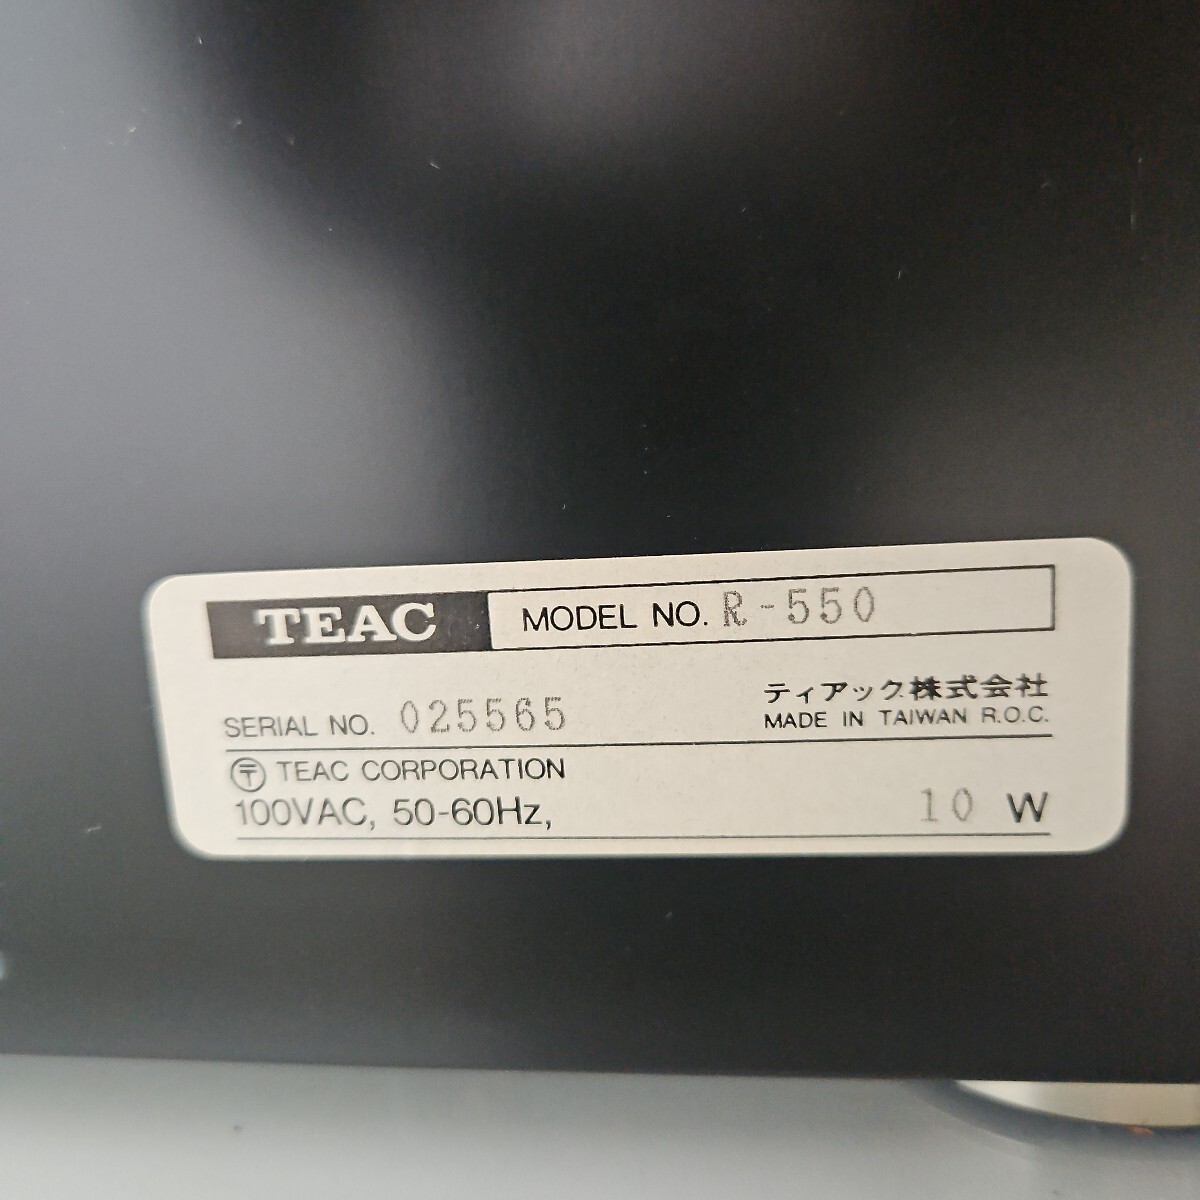 TEAC MODEL NO. R-550
SERIAL NO. 025565
ティアック株式会社
MADE IN TAIWAN R.O.C.
〶 TEAC CORPORATION
100VAC, 50-60Hz, 10 W